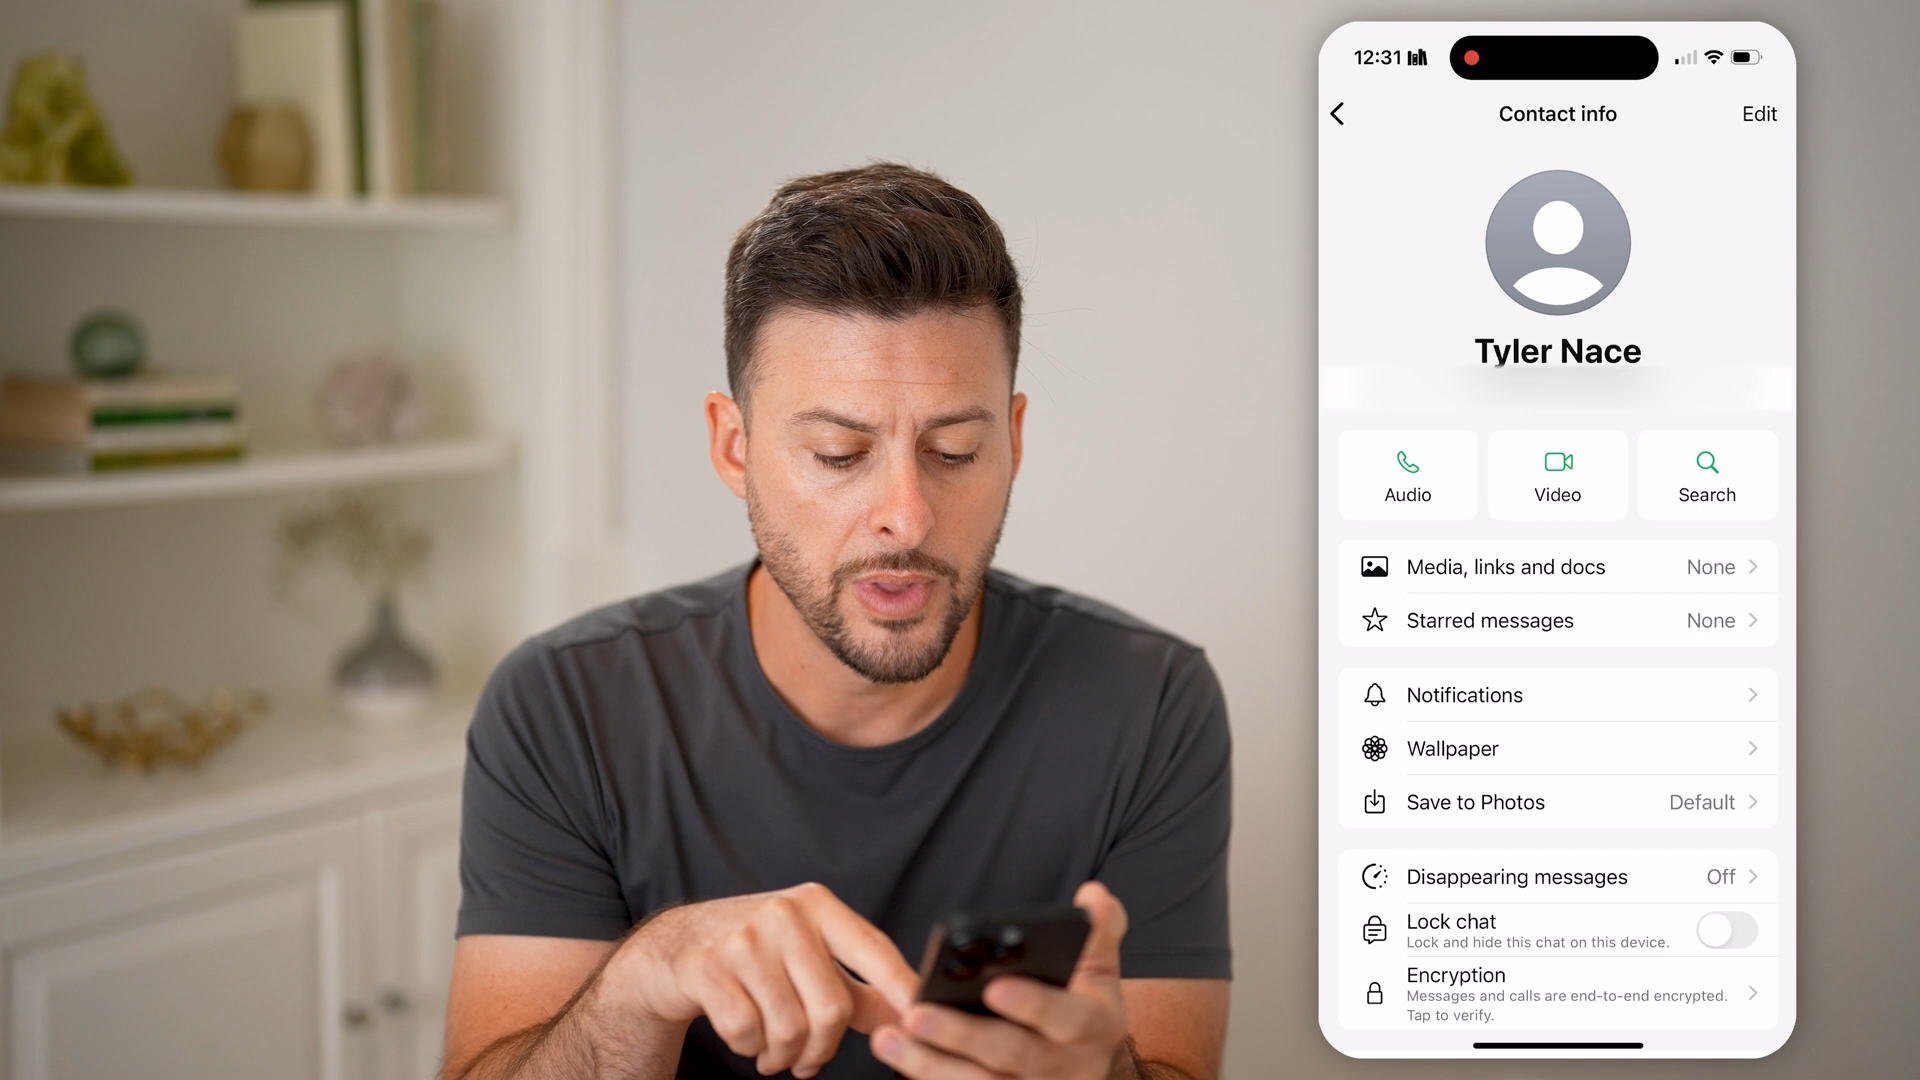 12:31
Contact info
Edit
Tyler Nace
Audio
Video
Search
Media, links and docs None
Starred messages None
Notifications
Wallpaper
Save to Photos Default
Disappearing messages Off
Lock chat
Lock and hide this chat on this device.
Encryption
Messages and calls are end-to-end encrypted.
Tap to verify.